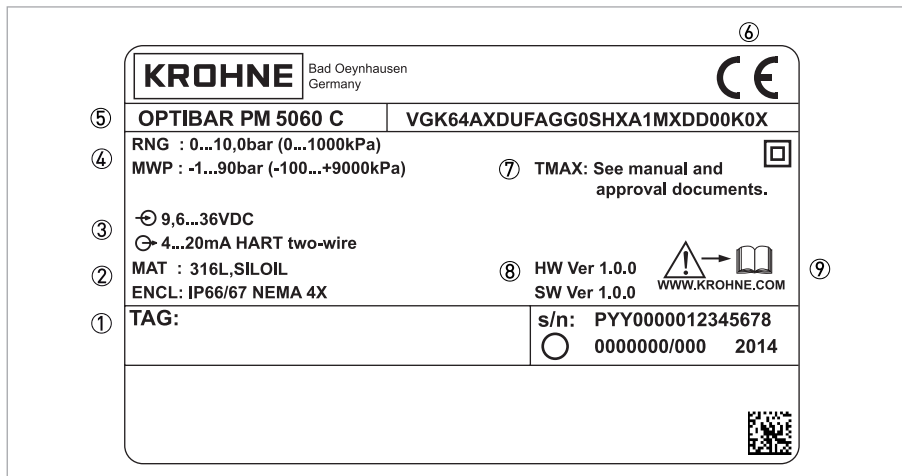 ⑥
KROHNE Bad Oeynhausen
Germany
CE
⑤ OPTIBAR PM 5060 C VGK64AXDUFAGG0SHXA1MXDD00K0X
④ RNG : 0...10,0bar (0...1000kPa)
MWP : -1...90bar (-100...+9000kPa)
⑦ TMAX: See manual and
approval documents.
③ 9,6...36VDC
4...20mA HART two-wire
② MAT : 316L,SILOIL
ENCL: IP66/67 NEMA 4X
⑧ HW Ver 1.0.0
SW Ver 1.0.0
WWW.KROHNE.COM
⑨
① TAG:
s/n: PYY0000012345678
0000000/000 2014